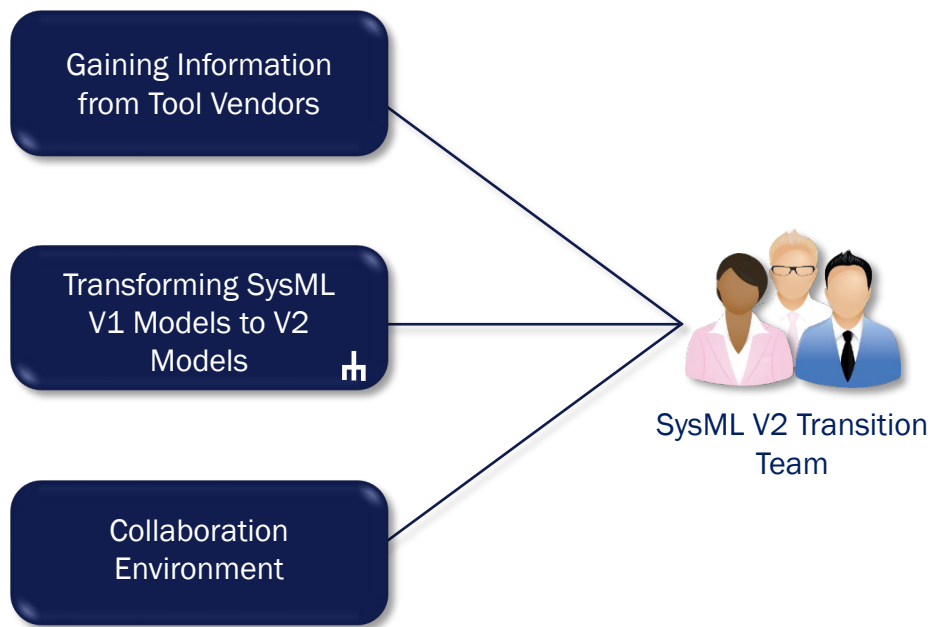 Gaining Information
from Tool Vendors
Transforming SysML
V1 Models to V2
Models
SysML V2 Transition
Team
Collaboration
Environment